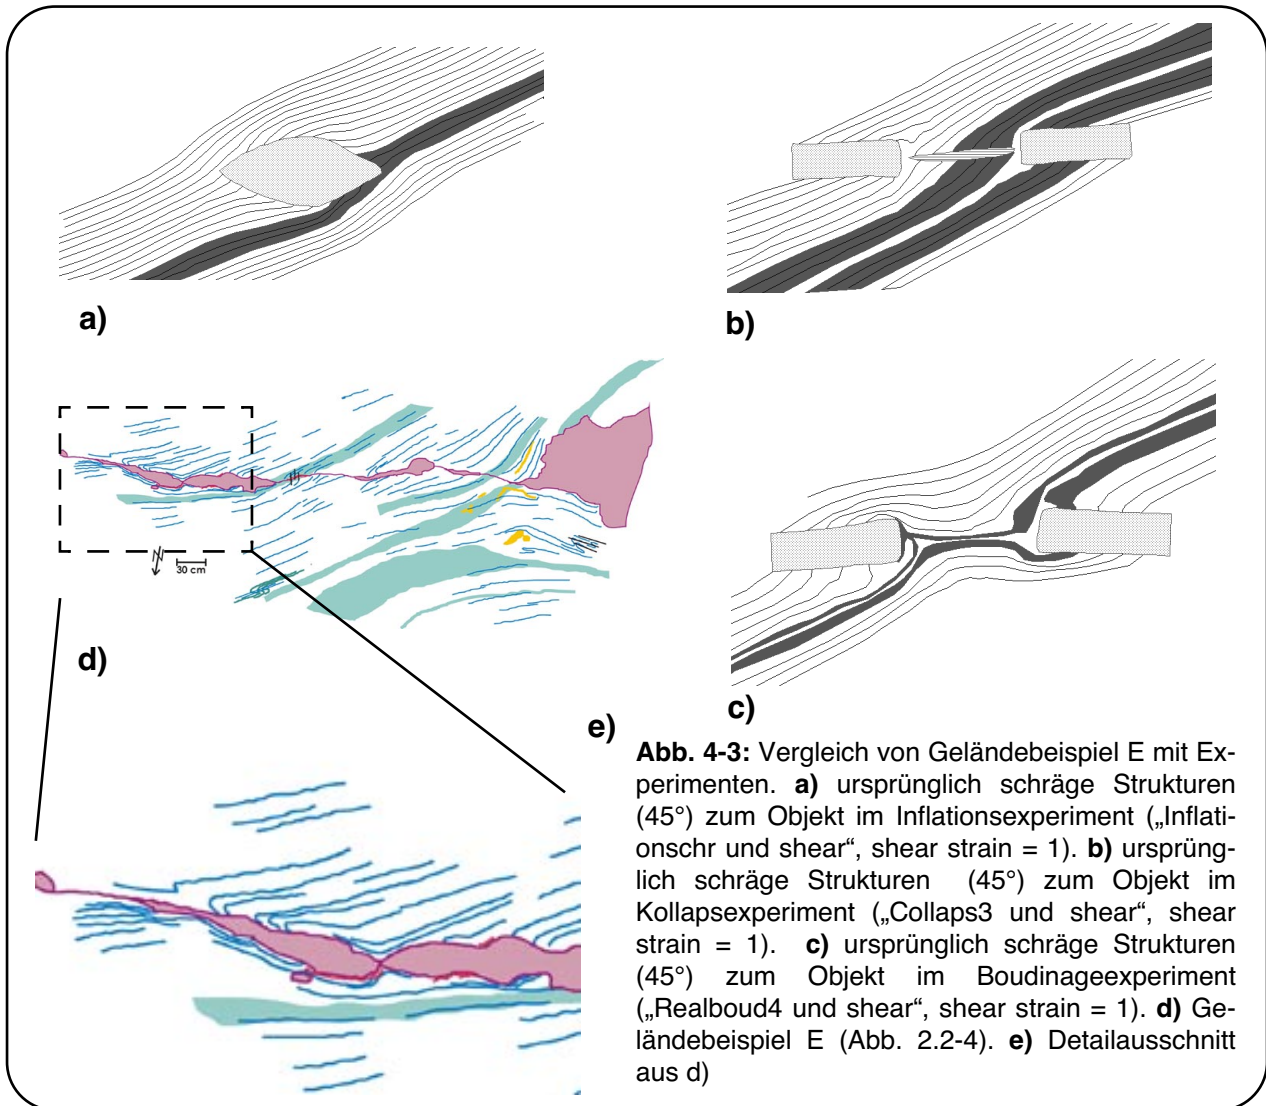 a)
b)
N
30 cm
d)
c)
e)
Abb. 4-3: Vergleich von Geländebeispiel E mit Ex-
perimenten. a) ursprünglich schräge Strukturen
(45°) zum Objekt im Inflationsexperiment („Inflati-
onschr und shear“, shear strain = 1). b) ursprüng-
lich schräge Strukturen (45°) zum Objekt im
Kollapsexperiment („Collaps3 und shear“, shear
strain = 1). c) ursprünglich schräge Strukturen
(45°) zum Objekt im Boudinageexperiment
(„Realboud4 und shear“, shear strain = 1). d) Ge-
ländebeispiel E (Abb. 2.2-4). e) Detailausschnitt
aus d)